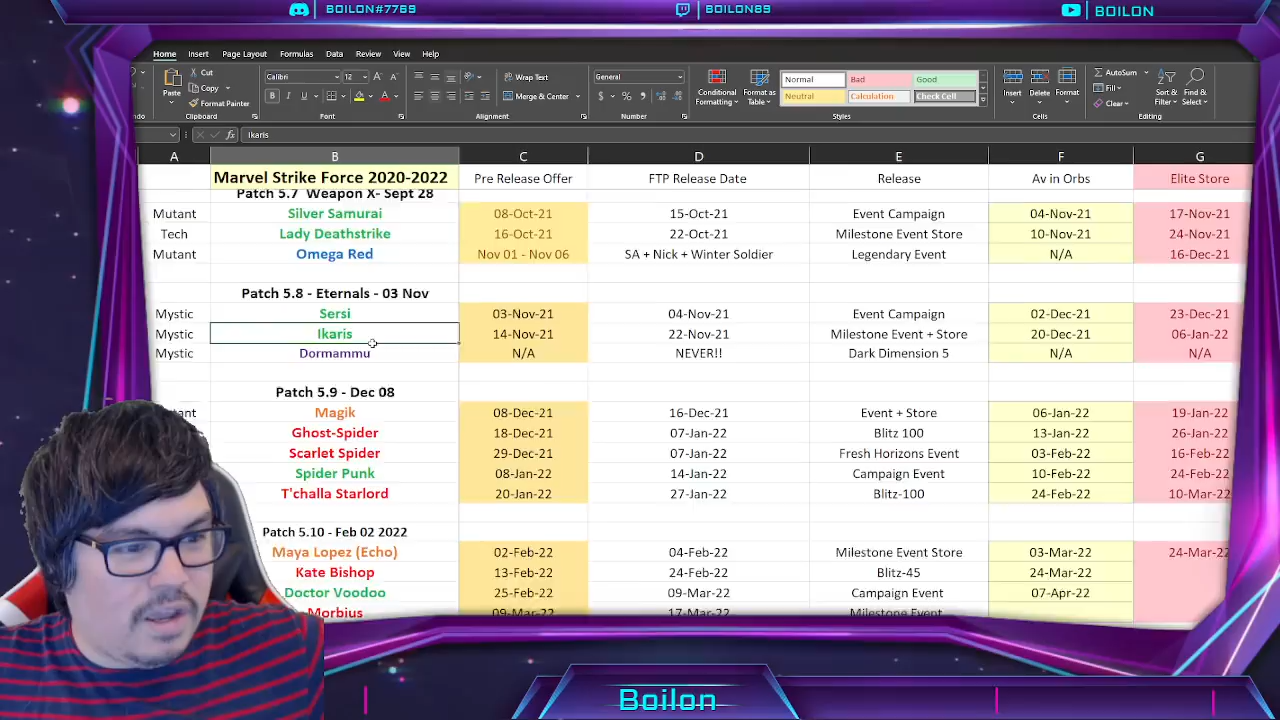 BOILON#7769 BOILON89 BOILON
Home Insert Page Layout Formulas Data Review View Help
Paste Cut Copy Format Painter
Calibri 12
B I U
Wrap Text
Merge & Center
General
$ % ,
Conditional Formatting
Format as Table
Normal Bad Good
Neutral Calculation Check Cell
Insert Delete Format
AutoSum Fill Clear
Sort & Filter Find & Select
Clipboard Font Alignment Number Styles Cells Editing
fx Ikaris
A B C D E F G
Marvel Strike Force 2020-2022 Pre Release Offer FTP Release Date Release Av in Orbs Elite Store
Patch 5.7 Weapon X- Sept 28
Mutant Silver Samurai 08-Oct-21 15-Oct-21 Event Campaign 04-Nov-21 17-Nov-21
Tech Lady Deathstrike 16-Oct-21 22-Oct-21 Milestone Event Store 10-Nov-21 24-Nov-21
Mutant Omega Red Nov 01 - Nov 06 SA + Nick + Winter Soldier Legendary Event N/A 16-Dec-21
Patch 5.8 - Eternals - 03 Nov
Mystic Sersi 03-Nov-21 04-Nov-21 Event Campaign 02-Dec-21 23-Dec-21
Mystic Ikaris 14-Nov-21 22-Nov-21 Milestone Event + Store 20-Dec-21 06-Jan-22
Mystic Dormammu N/A NEVER!! Dark Dimension 5 N/A N/A
Patch 5.9 - Dec 08
Magik 08-Dec-21 16-Dec-21 Event + Store 06-Jan-22 19-Jan-22
Ghost-Spider 18-Dec-21 07-Jan-22 Blitz 100 13-Jan-22 26-Jan-22
Scarlet Spider 29-Dec-21 07-Jan-22 Fresh Horizons Event 03-Feb-22 16-Feb-22
Spider Punk 08-Jan-22 14-Jan-22 Campaign Event 10-Feb-22 24-Feb-22
T'challa Starlord 20-Jan-22 27-Jan-22 Blitz-100 24-Feb-22 10-Mar-22
Patch 5.10 - Feb 02 2022
Maya Lopez (Echo) 02-Feb-22 04-Feb-22 Milestone Event Store 03-Mar-22 24-Mar-22
Kate Bishop 13-Feb-22 24-Feb-22 Blitz-45 24-Mar-22
Doctor Voodoo 25-Feb-22 09-Mar-22 Campaign Event 07-Apr-22
Morbius 09-Mar-22 17-Mar-22 Milestone Event
Boilon